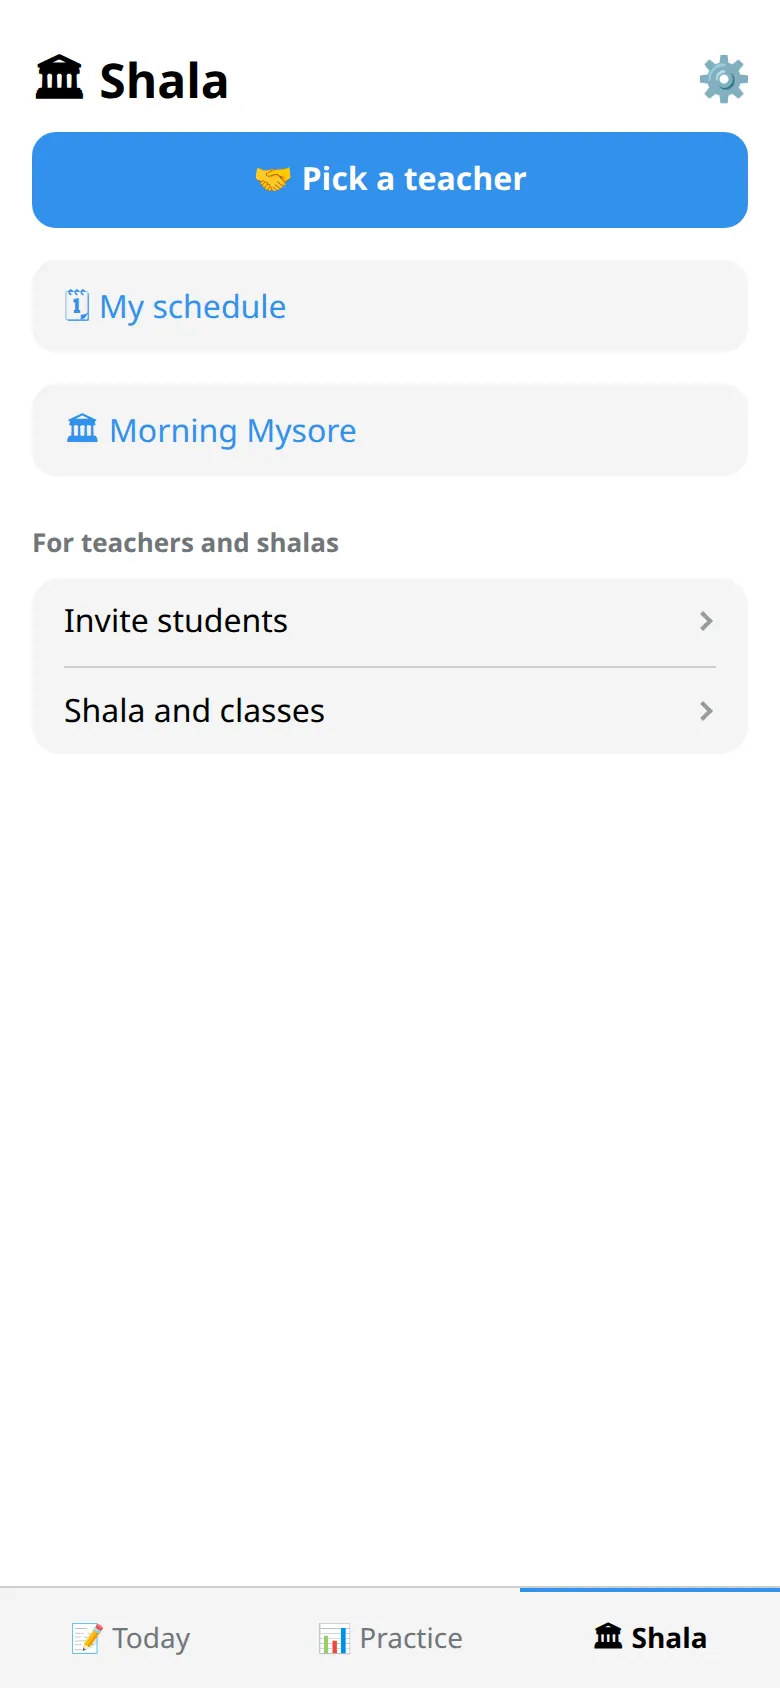 🏛 Shala ⚙️
🤝 Pick a teacher
🗓 My schedule
🏛 Morning Mysore
For teachers and shalas
Invite students
Shala and classes
📝 Today
📊 Practice
🏛 Shala